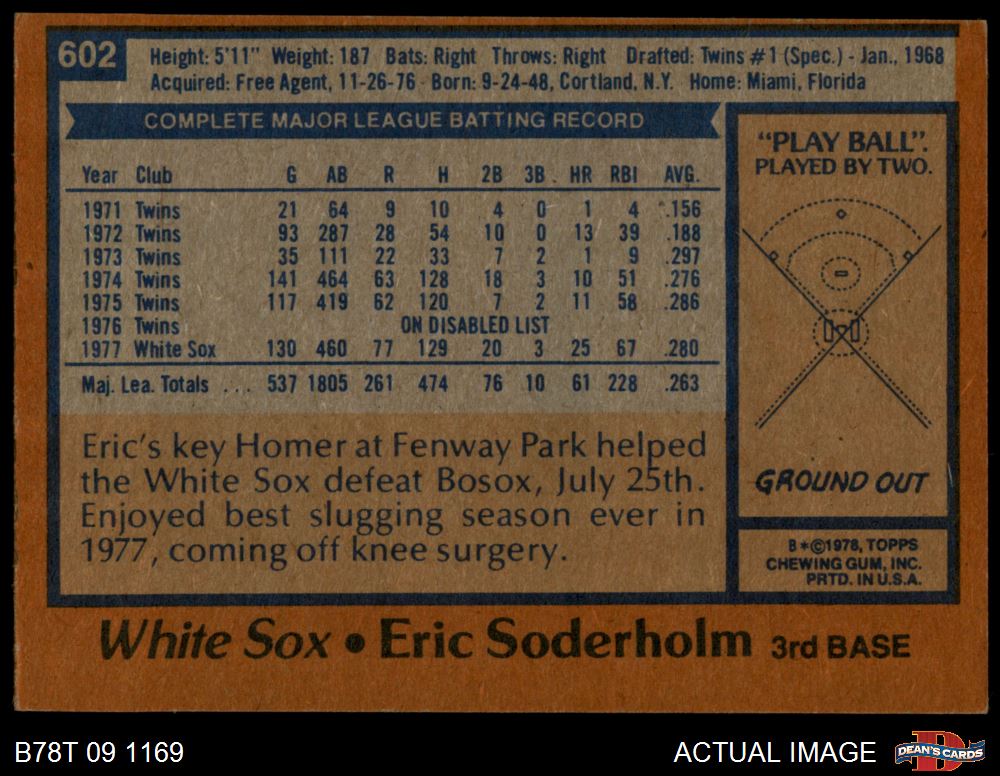 602
Height: 5'11" Weight: 187 Bats: Right Throws: Right Drafted: Twins #1 (Spec.) - Jan., 1968
Acquired: Free Agent, 11-26-76 Born: 9-24-48, Cortland, N.Y. Home: Miami, Florida
COMPLETE MAJOR LEAGUE BATTING RECORD
Year Club G AB R H 2B 3B. HR RBI AVG.
1971 Twins 21 64 9 10 4 0 1 4 .156
1972 Twins 93 287 28 54 10 0 13 39 .188
1973 Twins 35 111 22 33 7 2 1 9 .297
1974 Twins 141 464 63 128 18 3 10 51 .276
1975 Twins 117 419 62 120 7 2 11 58 .286
1976 Twins ON DISABLED LIST
1977 White Sox 130 460 77 129 20 3 25 67 .280
Maj. Lea. Totals ... 537 1805 261 474 76 10 61 228 .263
Eric's key Homer at Fenway Park helped
the White Sox defeat Bosox, July 25th.
Enjoyed best slugging season ever in
1977, coming off knee surgery.
"PLAY BALL".
PLAYED BY TWO.
GROUND OUT
B*©1978, TOPPS
CHEWING GUM, INC.
PRTD. IN U.S.A.
White Sox • Eric Soderholm 3rd BASE
B78T 09 1169
ACTUAL IMAGE
DEAN'S CARDS